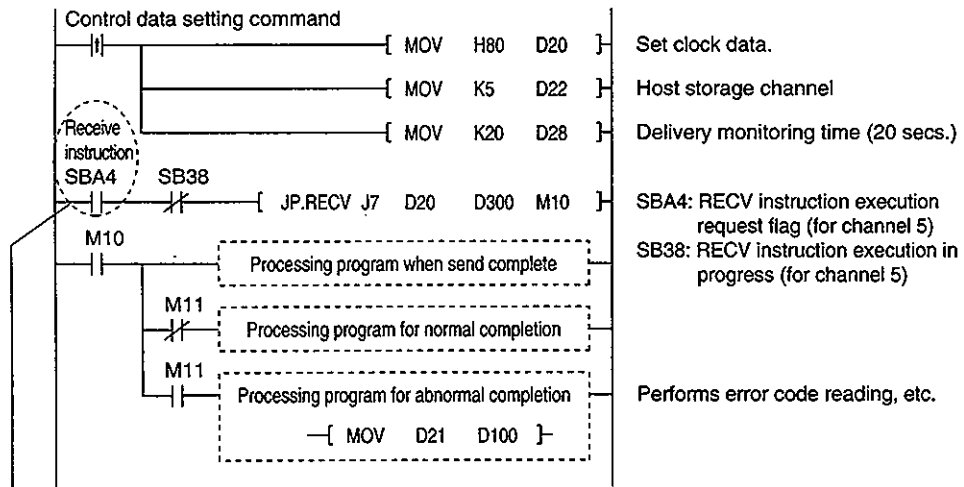 Control data setting command
MOV H80 D20 Set clock data.
MOV K5 D22 Host storage channel
MOV K20 D28 Delivery monitoring time (20 secs.)
Receive
instruction
SBA4 SB38
JP.RECV J7 D20 D300 M10 SBA4: RECV instruction execution
request flag (for channel 5)
M10
SB38: RECV instruction execution in
progress (for channel 5)
Processing program when send complete
M11
Processing program for normal completion
M11
Processing program for abnormal completion Performs error code reading, etc.
MOV D21 D100